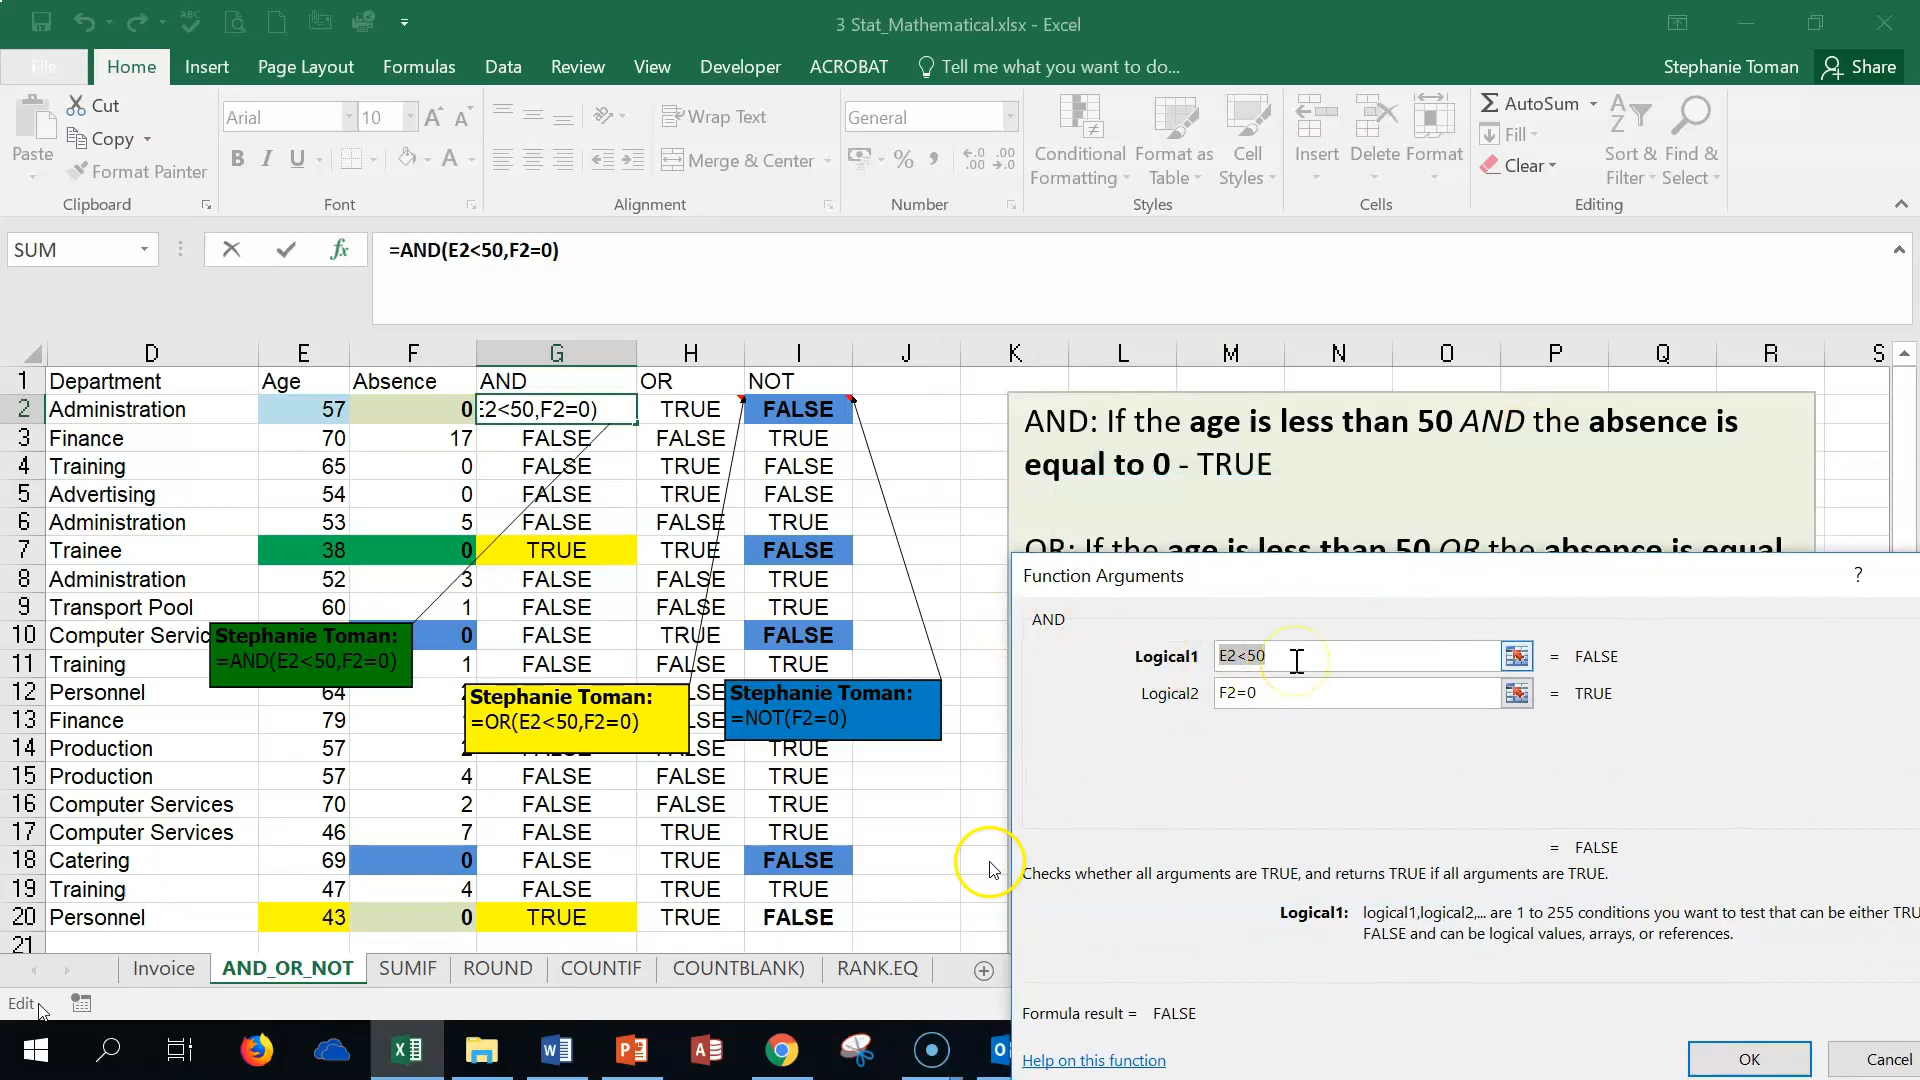 3 Stat_Mathematical.xlsx - Excel
File Home Insert Page Layout Formulas Data Review View Developer ACROBAT Tell me what you want to do... Stephanie Toman Share
Paste Cut Copy Format Painter
Arial 10 Wrap Text Merge & Center General
Conditional Formatting Format as Table Cell Styles
Insert Delete Format
AutoSum Fill Clear Sort & Filter Find & Select
Clipboard Font Alignment Number Styles Cells Editing
SUM =AND(E2<50,F2=0)
D E F G H I J K L M N O P Q R S
1 Department Age Absence AND OR NOT
2 Administration 57 0 E2<50,F2=0) TRUE FALSE
3 Finance 70 17 FALSE FALSE TRUE
4 Training 65 0 FALSE TRUE FALSE
5 Advertising 54 0 FALSE TRUE FALSE
6 Administration 53 5 FALSE FALSE TRUE
7 Trainee 38 0 TRUE TRUE FALSE
8 Administration 52 3 FALSE FALSE TRUE
9 Transport Pool 60 1 FALSE FALSE TRUE
10 Computer Servic 0 FALSE TRUE FALSE
11 Training 1 FALSE FALSE TRUE
12 Personnel 64
13 Finance 79
14 Production 57 TRUE
15 Production 57 4 FALSE FALSE TRUE
16 Computer Services 70 2 FALSE FALSE TRUE
17 Computer Services 46 7 FALSE TRUE TRUE
18 Catering 69 0 FALSE TRUE FALSE
19 Training 47 4 FALSE TRUE TRUE
20 Personnel 43 0 TRUE TRUE FALSE
21
Stephanie Toman:
=AND(E2<50,F2=0)
Stephanie Toman:
=OR(E2<50,F2=0)
Stephanie Toman:
=NOT(F2=0)
AND: If the age is less than 50 AND the absence is
equal to 0 - TRUE
OR: If the age is less than 50 OR the absence is equal
Function Arguments ?
AND
Logical1 E2<50 = FALSE
Logical2 F2=0 = TRUE
= FALSE
Checks whether all arguments are TRUE, and returns TRUE if all arguments are TRUE.
Logical1: logical1,logical2,... are 1 to 255 conditions you want to test that can be either TRU
FALSE and can be logical values, arrays, or references.
Formula result = FALSE
Help on this function OK Cancel
Invoice AND_OR_NOT SUMIF ROUND COUNTIF COUNTBLANK) RANK.EQ
Edit